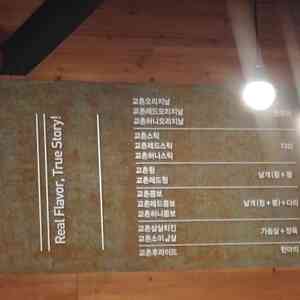 Real Flavor, True Story!
교촌오리지날
교촌레드오리지날
교촌허니오리지날
교촌스틱
교촌레드스틱
교촌허니스틱
다리
교촌윙
교촌레드윙
날개(윙+봉)
교촌콤보
교촌레드콤보
교촌허니콤보
날개(윙+봉)+다리
교촌살살치킨
교촌소이살살
가슴살+정육
교촌후라이드
한마리